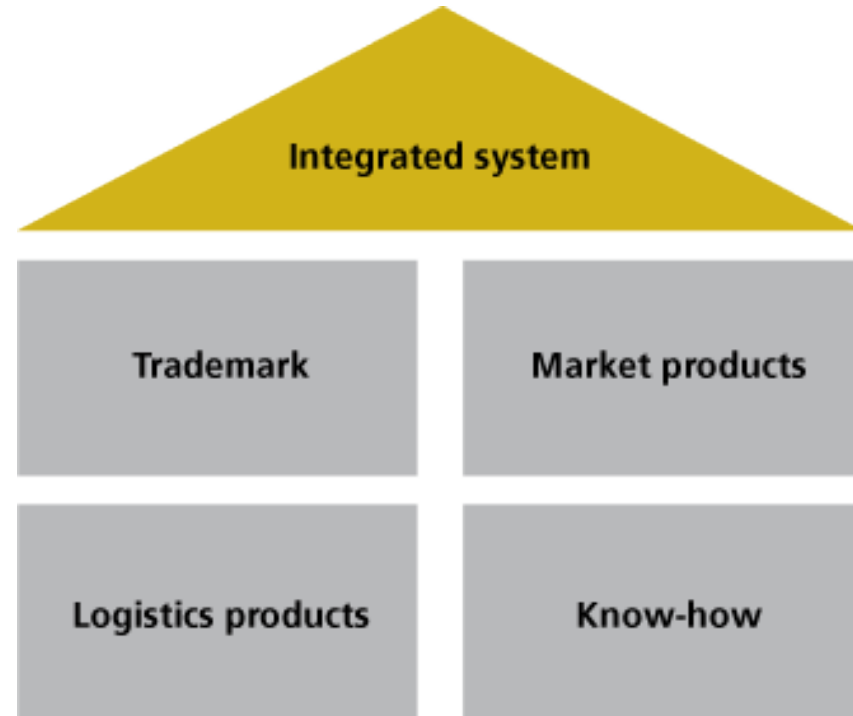 Integrated system
Trademark
Market products
Logistics products
Know-how